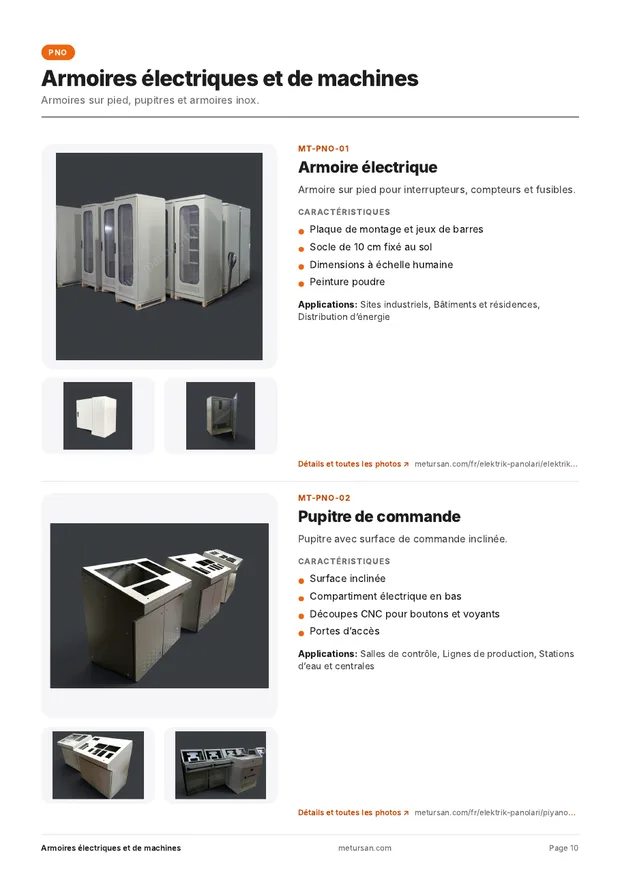 PNO
Armoires électriques et de machines
Armoires sur pied, pupitres et armoires inox.
MT-PNO-01
Armoire électrique
Armoire sur pied pour interrupteurs, compteurs et fusibles.
CARACTÉRISTIQUES
Plaque de montage et jeux de barres
Socle de 10 cm fixé au sol
Dimensions à échelle humaine
Peinture poudre
Applications: Sites industriels, Bâtiments et résidences,
Distribution d’énergie
Détails et toutes les photos ↗ metursan.com/fr/elektrik-panolari/elektrik…
MT-PNO-02
Pupitre de commande
Pupitre avec surface de commande inclinée.
CARACTÉRISTIQUES
Surface inclinée
Compartiment électrique en bas
Découpes CNC pour boutons et voyants
Portes d’accès
Applications: Salles de contrôle, Lignes de production, Stations
d’eau et centrales
Détails et toutes les photos ↗ metursan.com/fr/elektrik-panolari/piyano…
Armoires électriques et de machines metursan.com Page 10